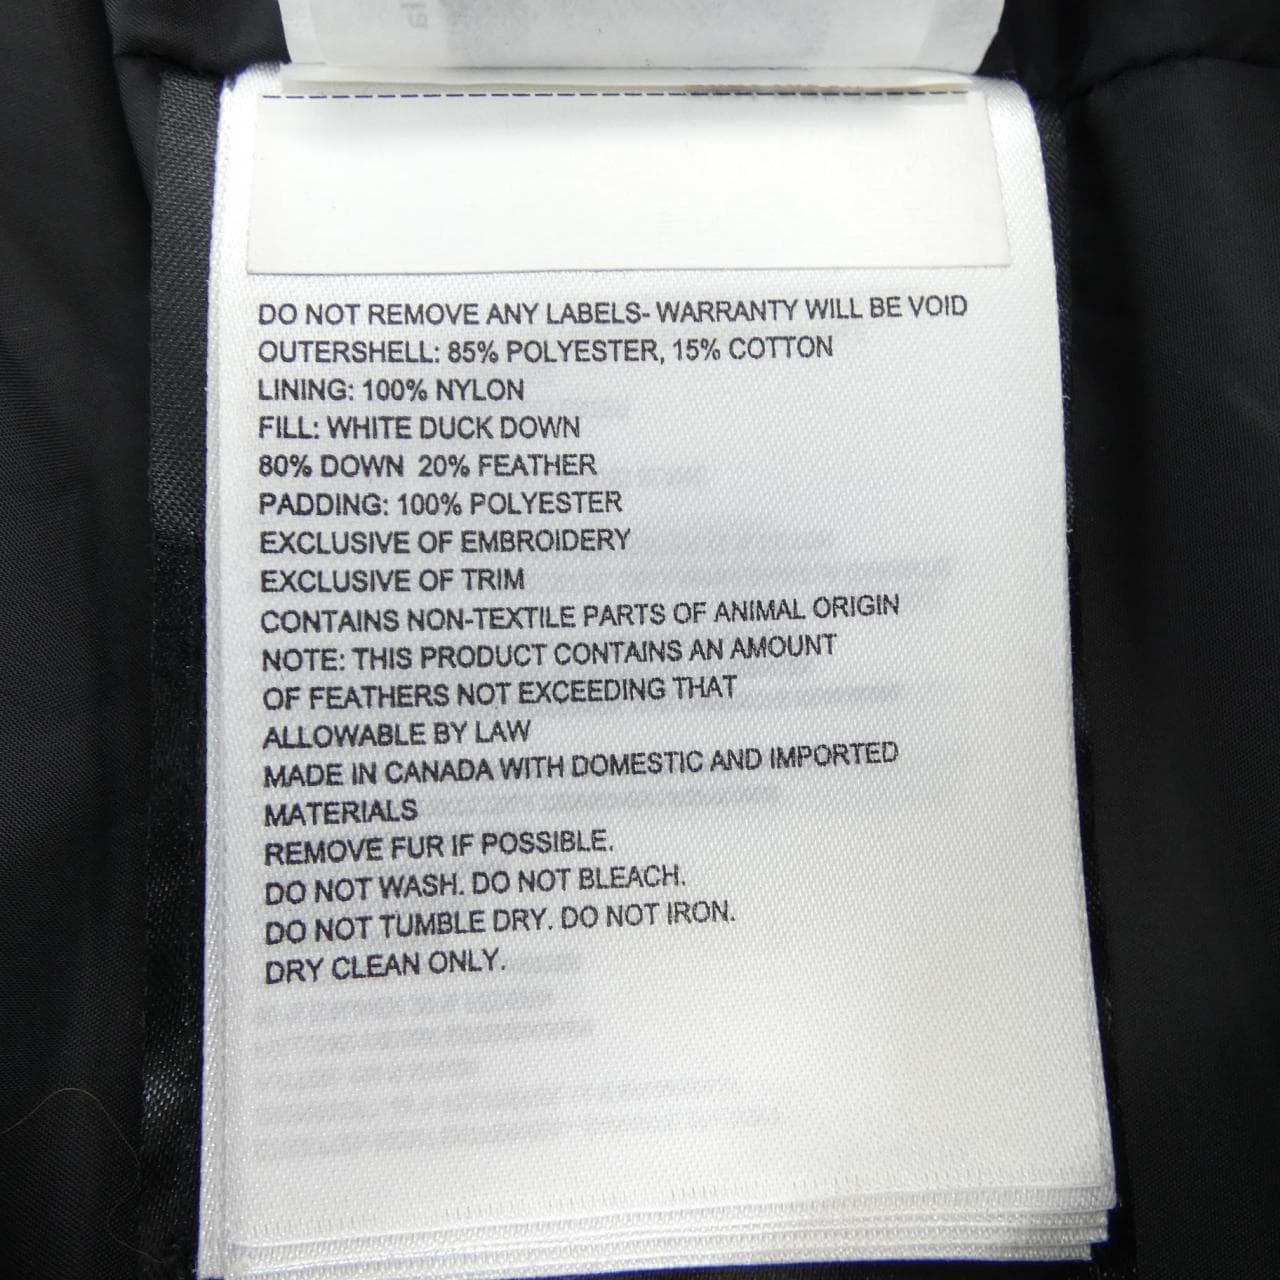 DO NOT REMOVE ANY LABELS- WARRANTY WILL BE VOID
OUTERSHELL: 85% POLYESTER, 15% COTTON
LINING: 100% NYLON
FILL: WHITE DUCK DOWN
80% DOWN  20% FEATHER
PADDING: 100% POLYESTER
EXCLUSIVE OF EMBROIDERY
EXCLUSIVE OF TRIM
CONTAINS NON-TEXTILE PARTS OF ANIMAL ORIGIN
NOTE: THIS PRODUCT CONTAINS AN AMOUNT
OF FEATHERS NOT EXCEEDING THAT
ALLOWABLE BY LAW
MADE IN CANADA WITH DOMESTIC AND IMPORTED
MATERIALS
REMOVE FUR IF POSSIBLE.
DO NOT WASH. DO NOT BLEACH.
DO NOT TUMBLE DRY. DO NOT IRON.
DRY CLEAN ONLY.